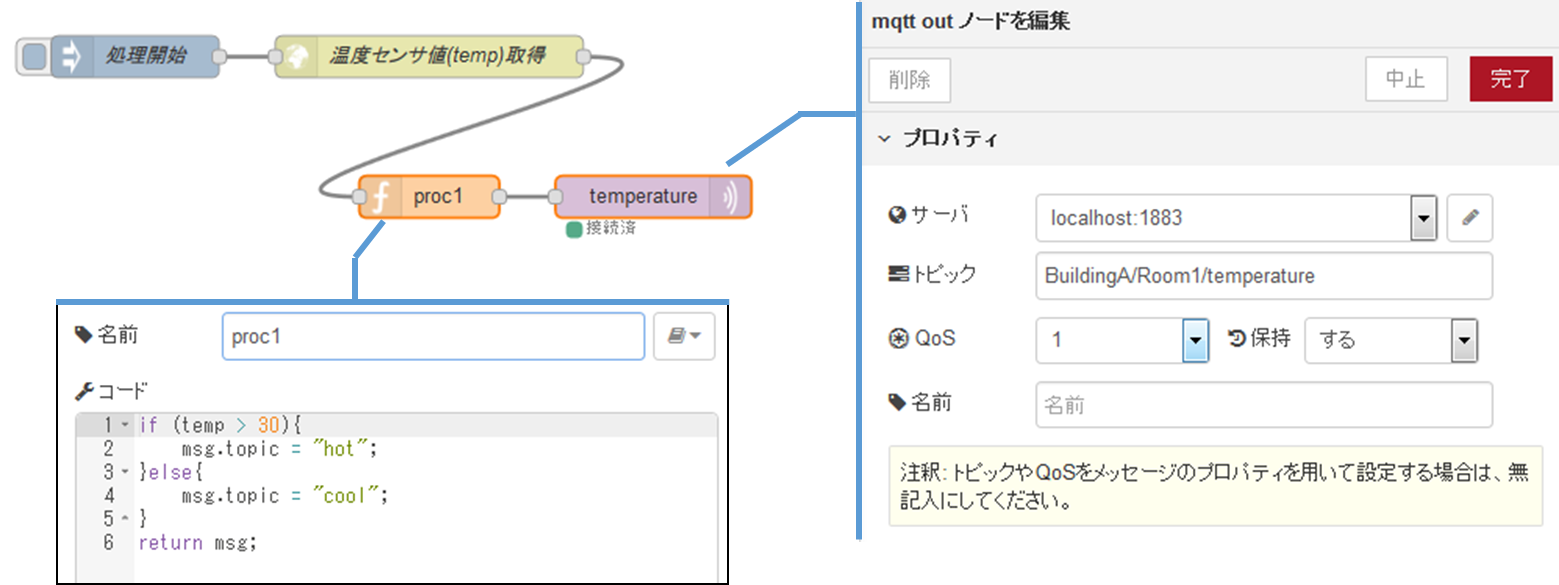 処理開始
温度センサ値(temp)取得
proc1
temperature
接続済
名前
proc1
コード
1 if (temp > 30){
2 msg.topic = "hot";
3 }else{
4 msg.topic = "cool";
5 }
6 return msg;
mqtt out ノードを編集
削除
中止
完了
プロパティ
サーバ
localhost:1883
トピック
BuildingA/Room1/temperature
QoS
1
保持
する
名前
名前
注釈: トピックやQoSをメッセージのプロパティを用いて設定する場合は、無
記入にしてください。